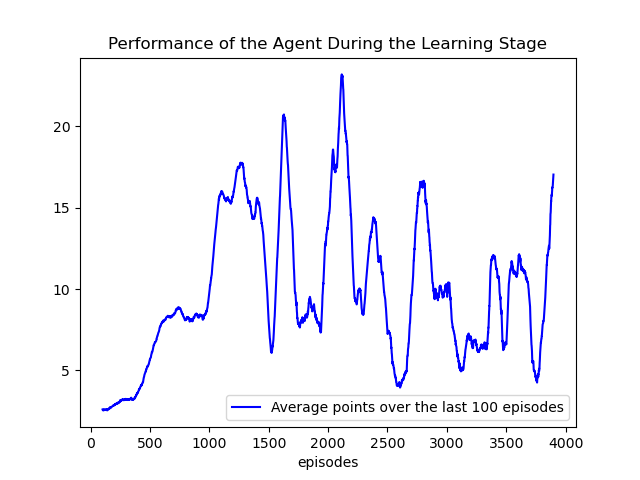 Performance of the Agent During the Learning Stage
20
15
10
5
Average points over the last 100 episodes
0 500 1000 1500 2000 2500 3000 3500 4000
episodes